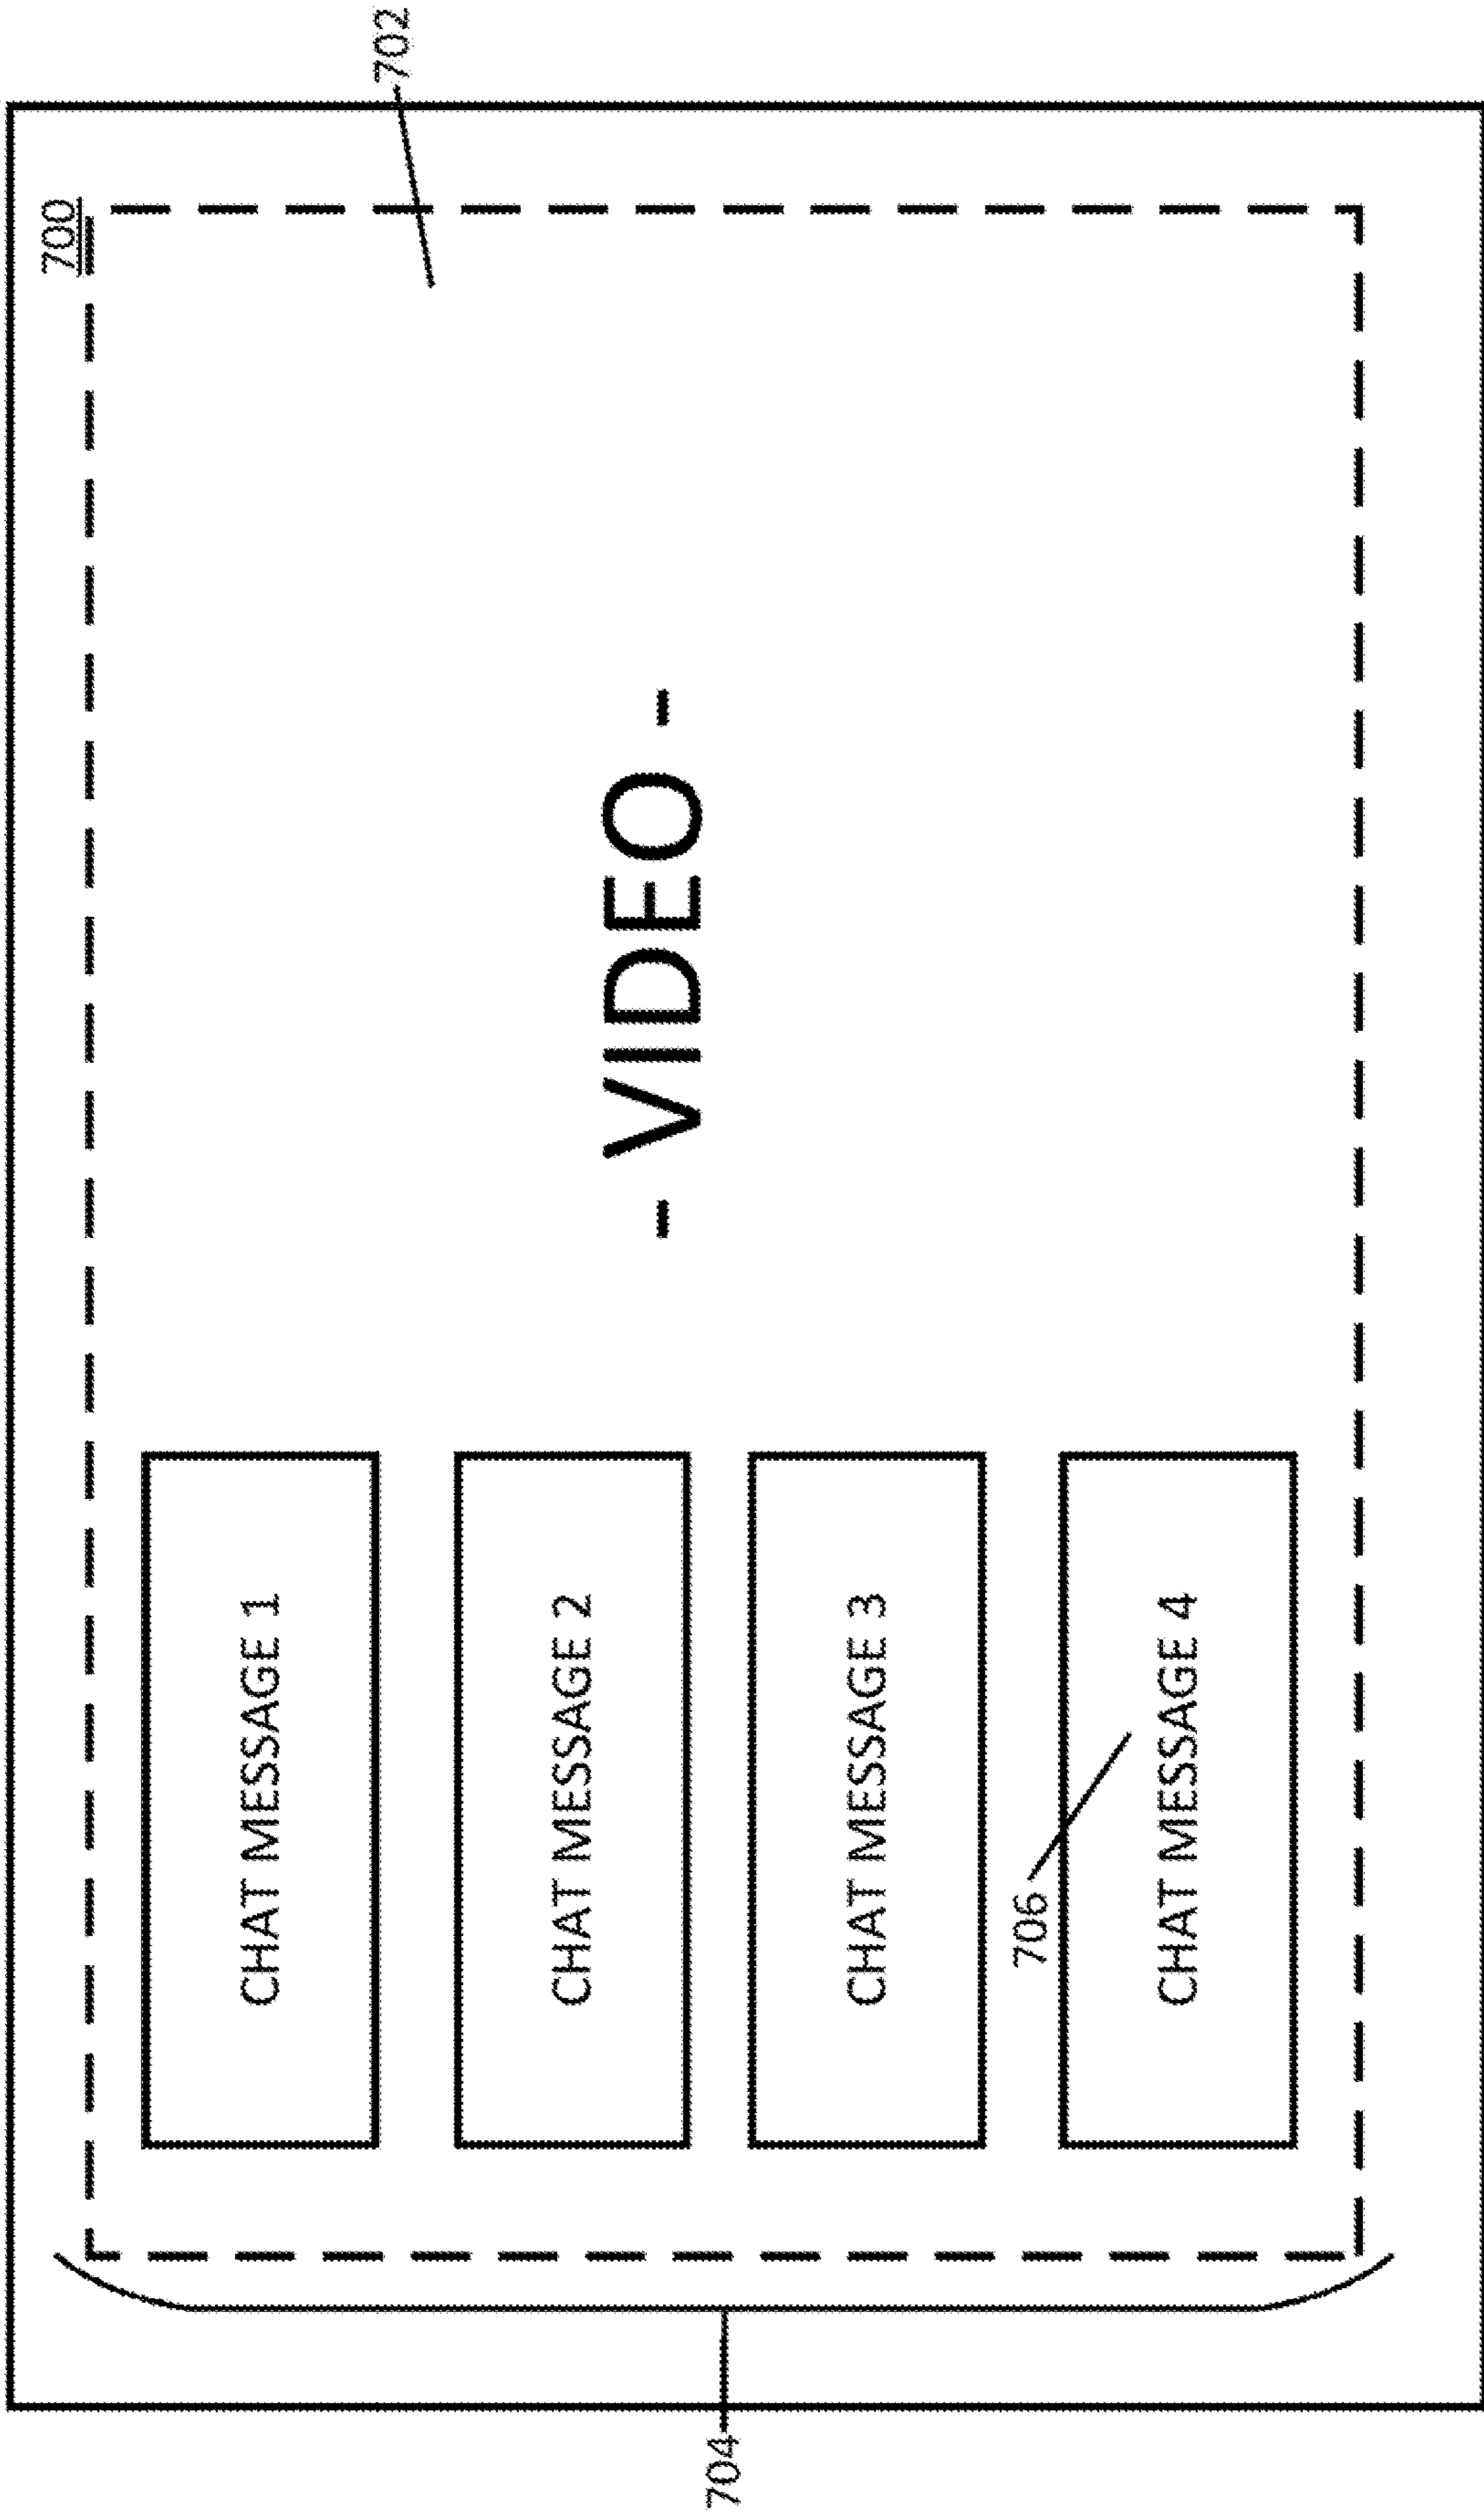 700
702
CHAT MESSAGE 1
CHAT MESSAGE 2
- VIDEO -
704
CHAT MESSAGE 3
706
CHAT MESSAGE 4